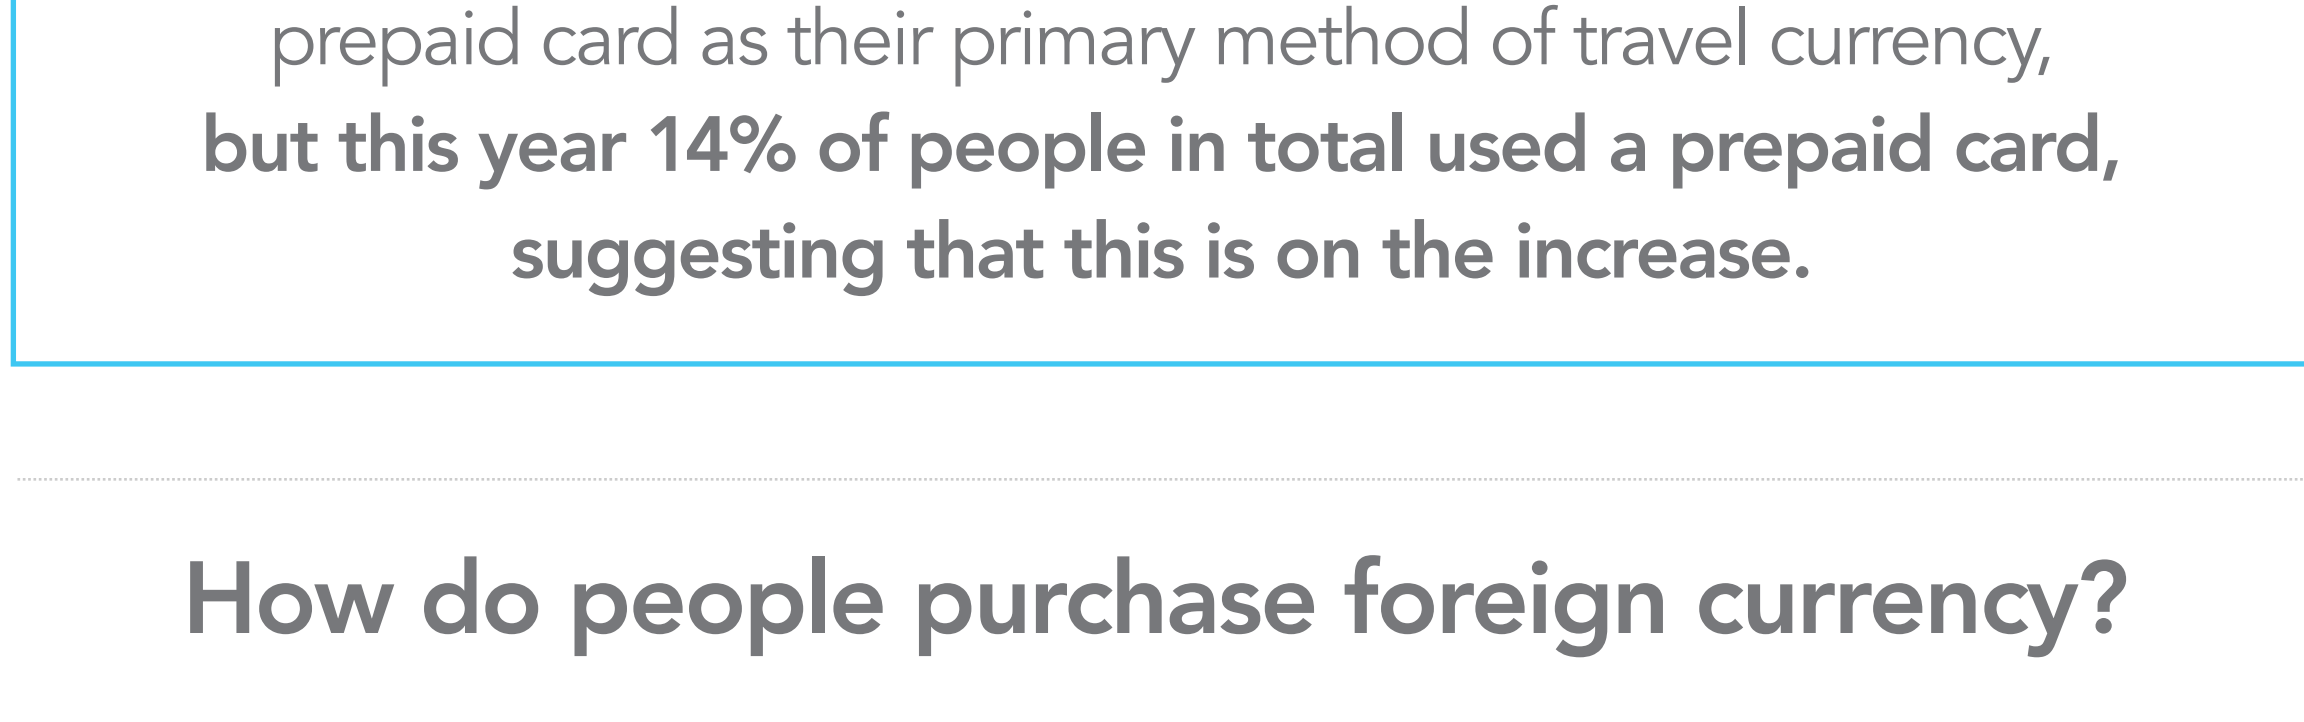 prepaid card as their primary method of travel currency,
but this year 14% of people in total used a prepaid card,
suggesting that this is on the increase.
How do people purchase foreign currency?